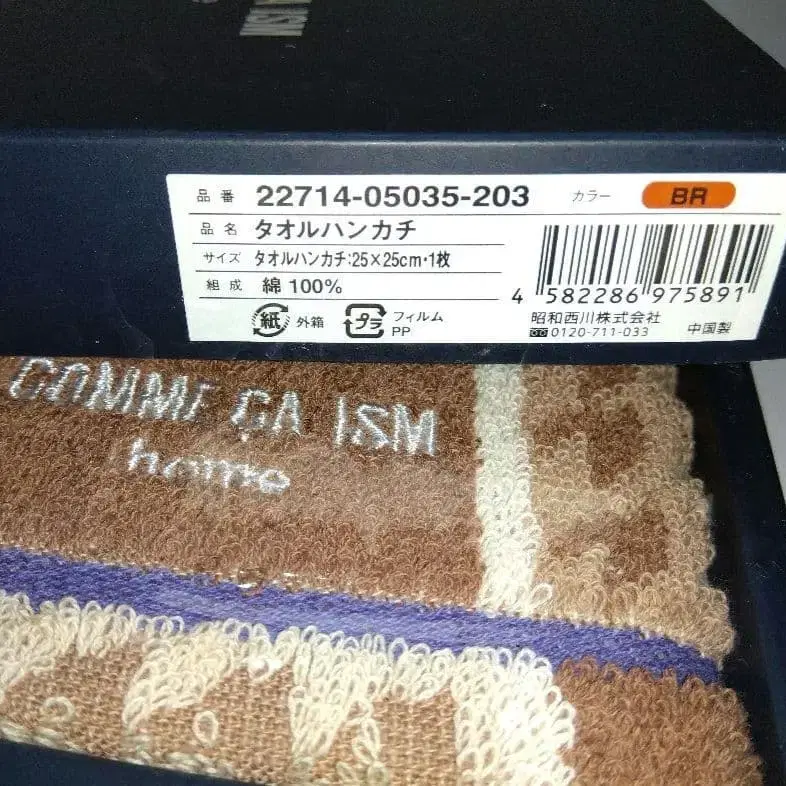 ISM
品番 22714-05035-203 カラー BR
品名 タオルハンカチ
サイズ タオルハンカチ:25×25cm・1枚
組成 綿 100%
紙 外箱 プラ フィルム PP
4 582286 975891
昭和西川株式会社
0120-711-033 中国製
COMME ÇA ISM
home